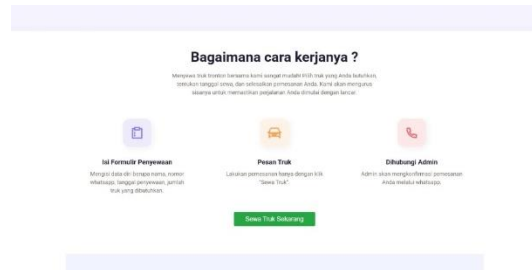 Bagaimana cara kerjanya ?
Menyewa truk tronton bersama kami sangat mudah! Pilih truk yang Anda butuhkan,
tentukan tanggal sewa, dan selesaikan pemesanan Anda. Kami akan mengurus
sisanya untuk memastikan perjalanan Anda dimulai dengan lancar
Isi Formulir Penyewaan
Mengisi data diri berupa nama, nomor
whatsapp, tanggal penyewaan, jumlah
truk yang dibutuhkan.
Pesan Truk
Lakukan pemesanan hanya dengan klik
"Sewa Truk".
Dihubungi Admin
Admin akan mengkonfirmasi pemesanan
Anda melalui whatsapp.
Sewa Truk Sekarang